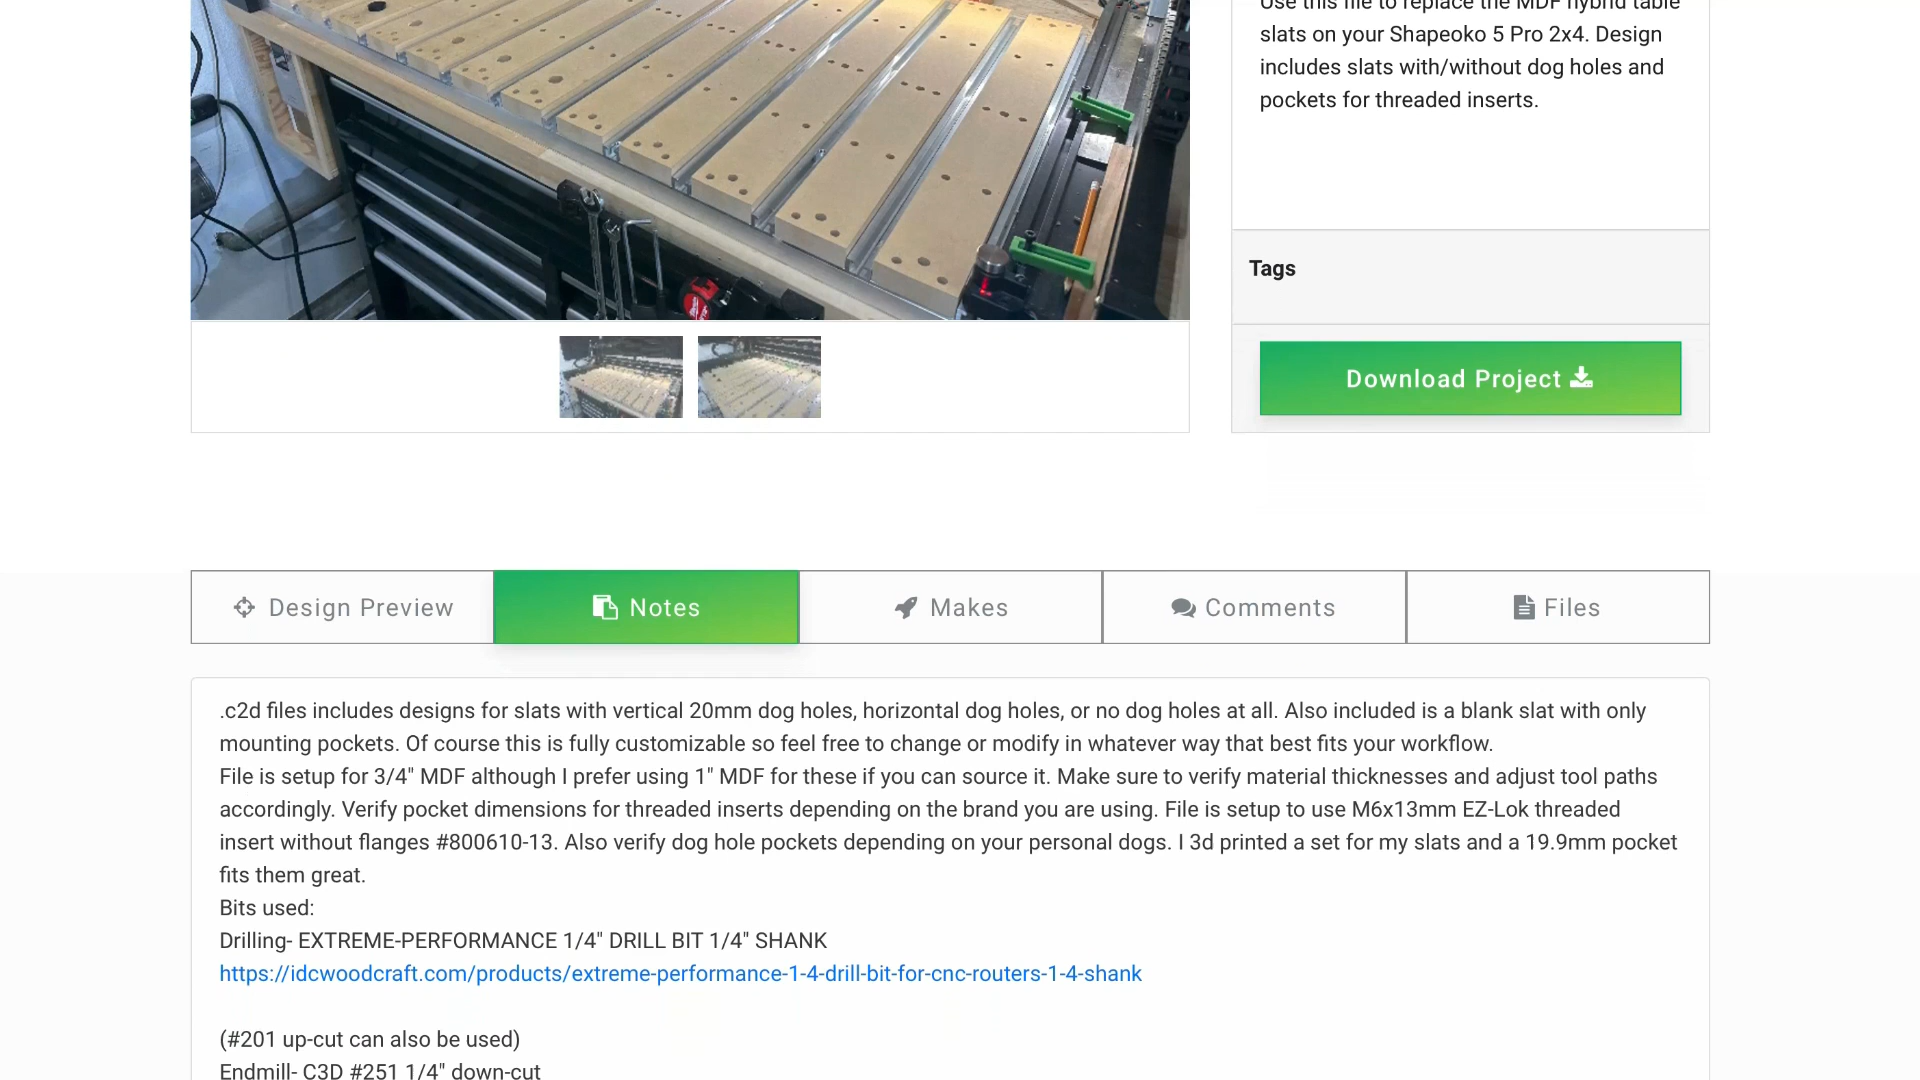 Use this file to replace the MDF hybrid table
slats on your Shapeoko 5 Pro 2x4. Design
includes slats with/without dog holes and
pockets for threaded inserts.
Tags
Download Project
Design Preview
Notes
Makes
Comments
Files
.c2d files includes designs for slats with vertical 20mm dog holes, horizontal dog holes, or no dog holes at all. Also included is a blank slat with only
mounting pockets. Of course this is fully customizable so feel free to change or modify in whatever way that best fits your workflow.
File is setup for 3/4" MDF although I prefer using 1" MDF for these if you can source it. Make sure to verify material thicknesses and adjust tool paths
accordingly. Verify pocket dimensions for threaded inserts depending on the brand you are using. File is setup to use M6x13mm EZ-Lok threaded
insert without flanges #800610-13. Also verify dog hole pockets depending on your personal dogs. I 3d printed a set for my slats and a 19.9mm pocket
fits them great.
Bits used:
Drilling- EXTREME-PERFORMANCE 1/4" DRILL BIT 1/4" SHANK
https://idcwoodcraft.com/products/extreme-performance-1-4-drill-bit-for-cnc-routers-1-4-shank
(#201 up-cut can also be used)
Endmill- C3D #251 1/4" down-cut